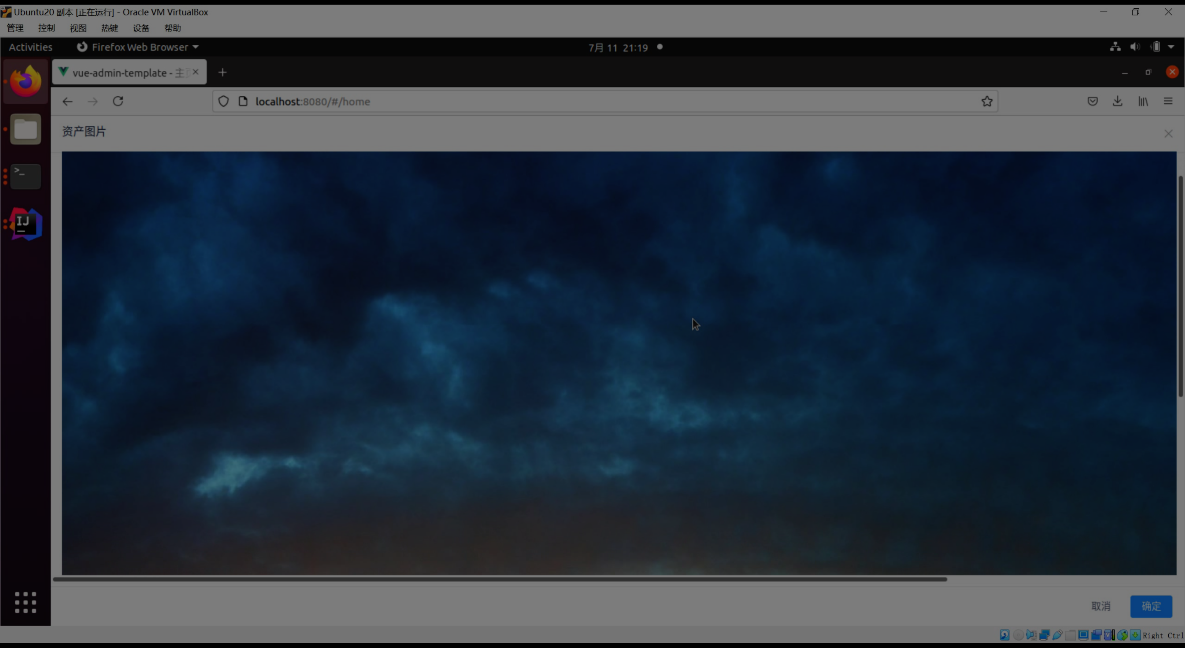 Ubuntu20 副本 [正在运行] - Oracle VM VirtualBox
管理 控制 视图 热键 设备 帮助
Activities Firefox Web Browser 7月 11 21:19
vue-admin-template - 主
localhost:8080/#/home
资产图片
取消 确定
Right Ctrl